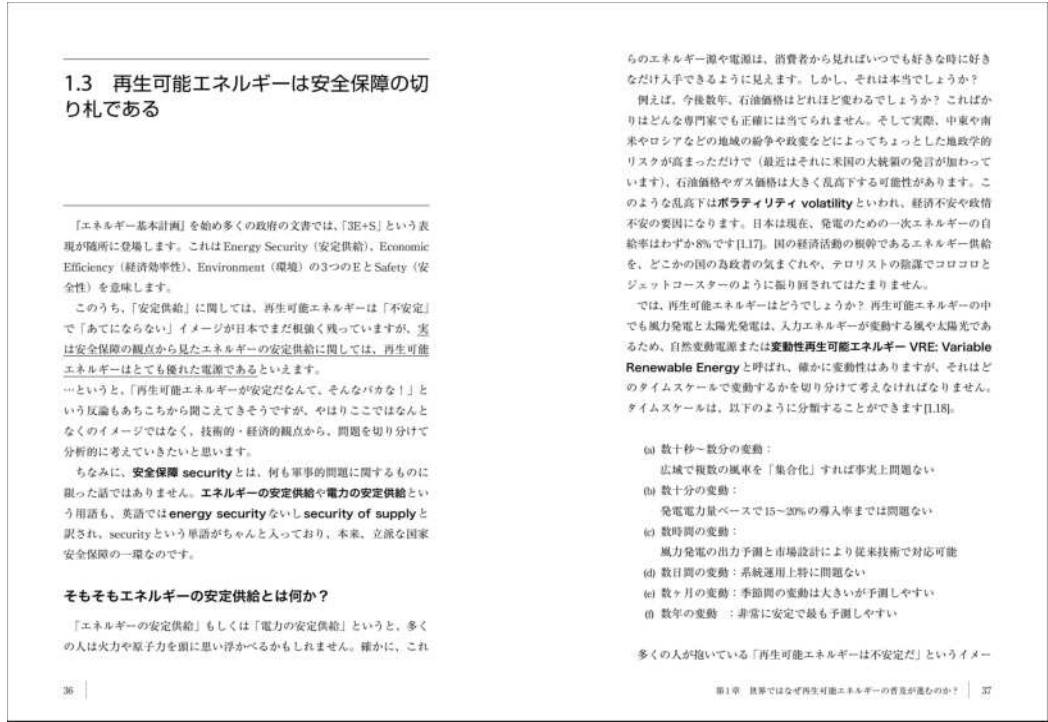 1.3 再生可能エネルギーは安全保障の切
り札である
『エネルギー基本計画』を始め多くの政府の文書では、「3E+S」という表
現が随所に登場します。これはEnergy Security（安定供給）、Economic
Efficiency（経済効率性）、Environment（環境）の3つのEとSafety（安
全性）を意味します。
このうち、「安定供給」に関しては、再生可能エネルギーは「不安定」
で「あてにならない」イメージが日本でまだ根強く残っていますが、実
は安全保障の観点から見たエネルギーの安定供給に関しては、再生可能
エネルギーはとても優れた電源であるといえます。
…というと、「再生可能エネルギーが安定だなんて、そんなバカな！」と
いう反論もあちこちから聞こえてきそうですが、やはりここではなんと
なくのイメージではなく、技術的・経済的観点から、問題を切り分けて
分析的に考えていきたいと思います。
ちなみに、安全保障 securityとは、何も軍事的問題に関するものに
限った話ではありません。エネルギーの安定供給や電力の安定供給とい
う用語も、英語ではenergy securityないしsecurity of supplyと
訳され、securityという単語がちゃんと入っており、本来、立派な国家
安全保障の一環なのです。
そもそもエネルギーの安定供給とは何か？
「エネルギーの安定供給」もしくは「電力の安定供給」というと、多く
の人は火力や原子力を頭に思い浮かべるかもしれません。確かに、これ
36
らのエネルギー源や電源は、消費者から見ればいつでも好きな時に好き
なだけ入手できるように見えます。しかし、それは本当でしょうか？
例えば、今後数年、石油価格はどれほど変わるでしょうか？ こればか
りはどんな専門家でも正確には当てられません。そして実際、中東や南
米やロシアなどの地域の紛争や政変などによってちょっとした地政学的
リスクが高まっただけで（最近はそれに米国の大統領の発言が加わって
います）、石油価格やガス価格は大きく乱高下する可能性があります。こ
のような乱高下はボラティリティ volatilityといわれ、経済不安や政情
不安の要因になります。日本は現在、発電のための一次エネルギーの自
給率はわずか8%です[1.17]。国の経済活動の根幹であるエネルギー供給
を、どこかの国の為政者の気まぐれや、テロリストの陰謀でコロコロと
ジェットコースターのように振り回されてはたまりません。
では、再生可能エネルギーはどうでしょうか？ 再生可能エネルギーの中
でも風力発電と太陽光発電は、入力エネルギーが変動する風や太陽光であ
るため、自然変動電源または変動性再生可能エネルギー VRE: Variable
Renewable Energyと呼ばれ、確かに変動性はありますが、それはど
のタイムスケールで変動するかを切り分けて考えなければなりません。
タイムスケールは、以下のように分類することができます[1.18]。
(a) 数十秒〜数分の変動：
広域で複数の風車を「集合化」すれば事実上問題ない
(b) 数十分の変動：
発電電力量ベースで15〜20%の導入率までは問題ない
(c) 数時間の変動：
風力発電の出力予測と市場設計により従来技術で対応可能
(d) 数日間の変動：系統運用上特に問題ない
(e) 数ヶ月の変動：季節間の変動は大きいが予測しやすい
(f) 数年の変動 ：非常に安定で最も予測しやすい
多くの人が抱いている「再生可能エネルギーは不安定だ」というイメー
第1章 世界ではなぜ再生可能エネルギーの普及が進むのか？ 37